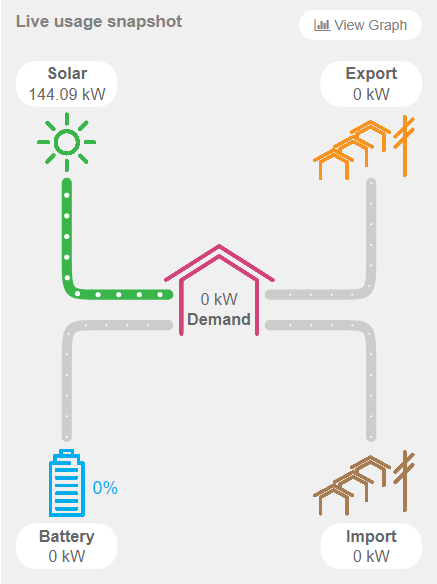 Live usage snapshot
View Graph
Solar
144.09 kW
Export
0 kW
0 kW
Demand
0%
Battery
0 kW
Import
0 kW